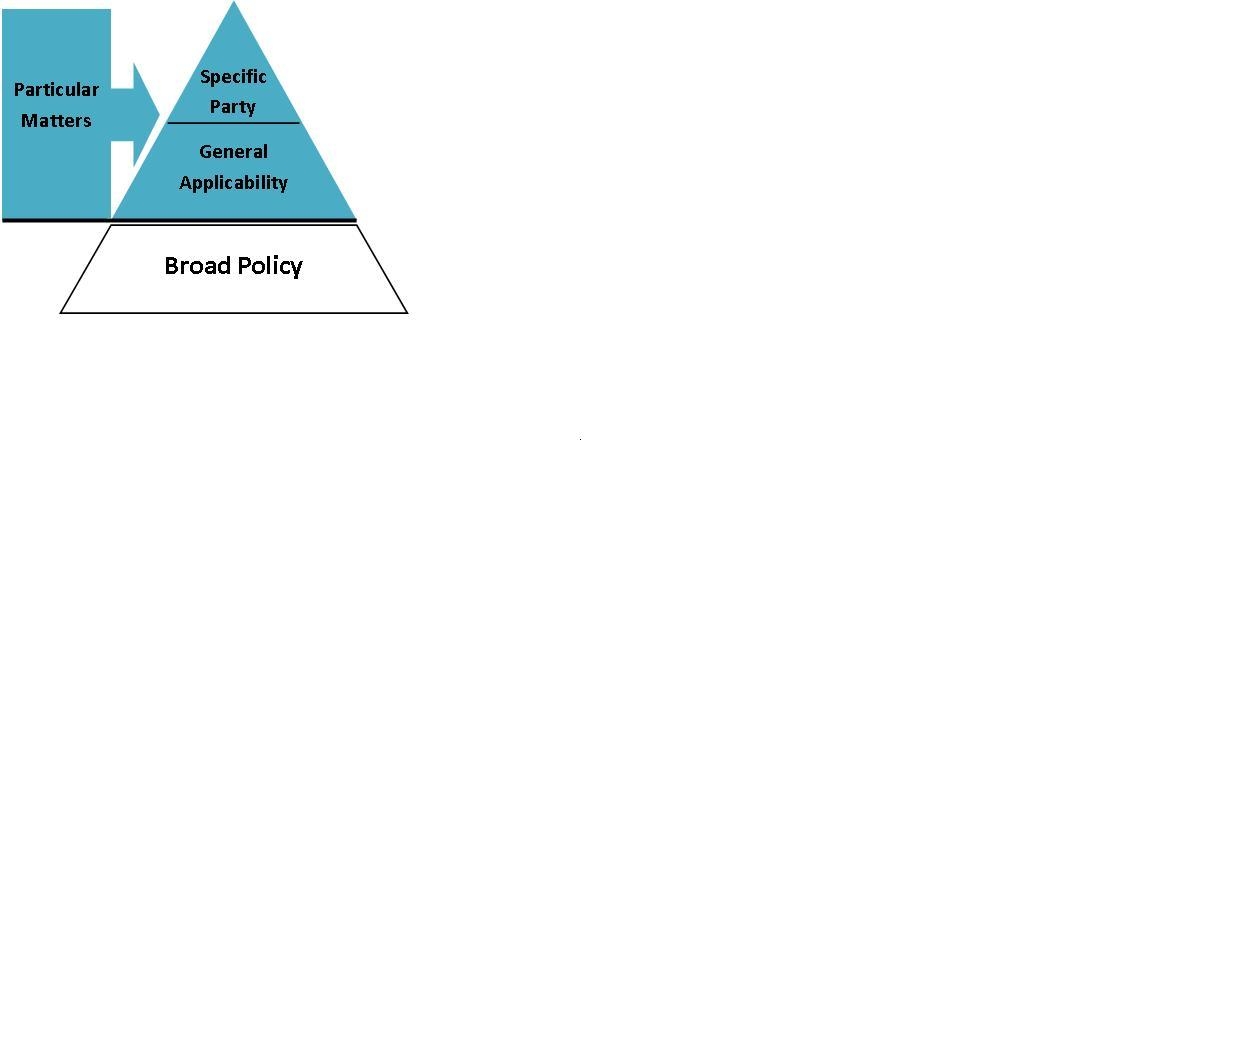 Particular
Matters
Specific
Party
General
Applicability
Broad Policy